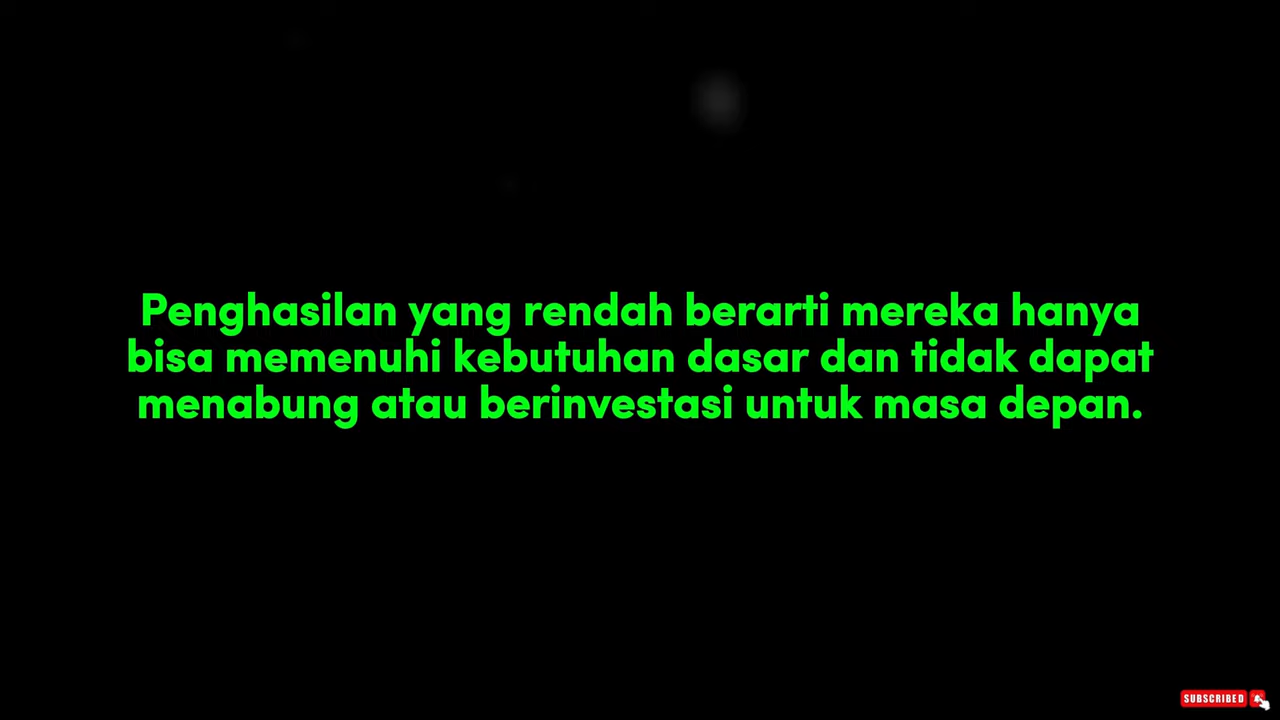 Penghasilan yang rendah berarti mereka hanya
bisa memenuhi kebutuhan dasar dan tidak dapat
menabung atau berinvestasi untuk masa depan.
SUBSCRIBED